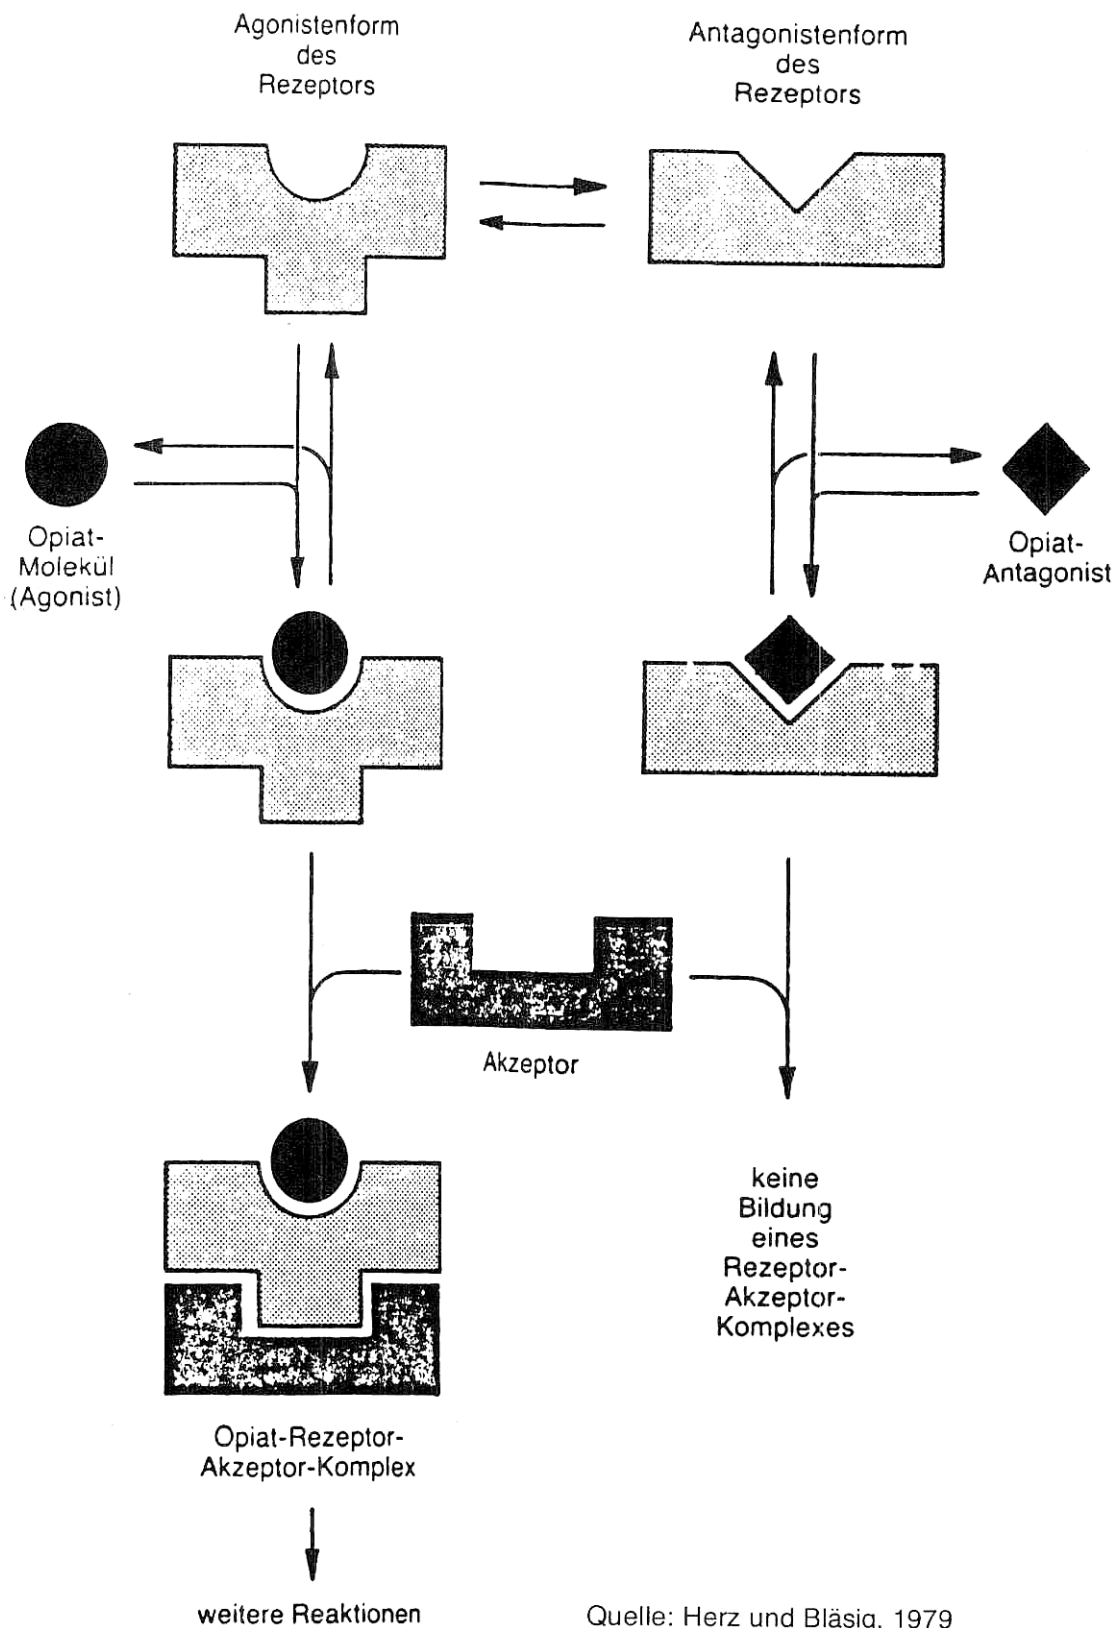 Agonistenform
des
Rezeptors
Antagonistenform
des
Rezeptors
Opiat-
Molekül
(Agonist)
Opiat-
Antagonist
Akzeptor
keine
Bildung
eines
Rezeptor-
Akzeptor-
Komplexes
Opiat-Rezeptor-
Akzeptor-Komplex
weitere Reaktionen
Quelle: Herz und Bläsig, 1979